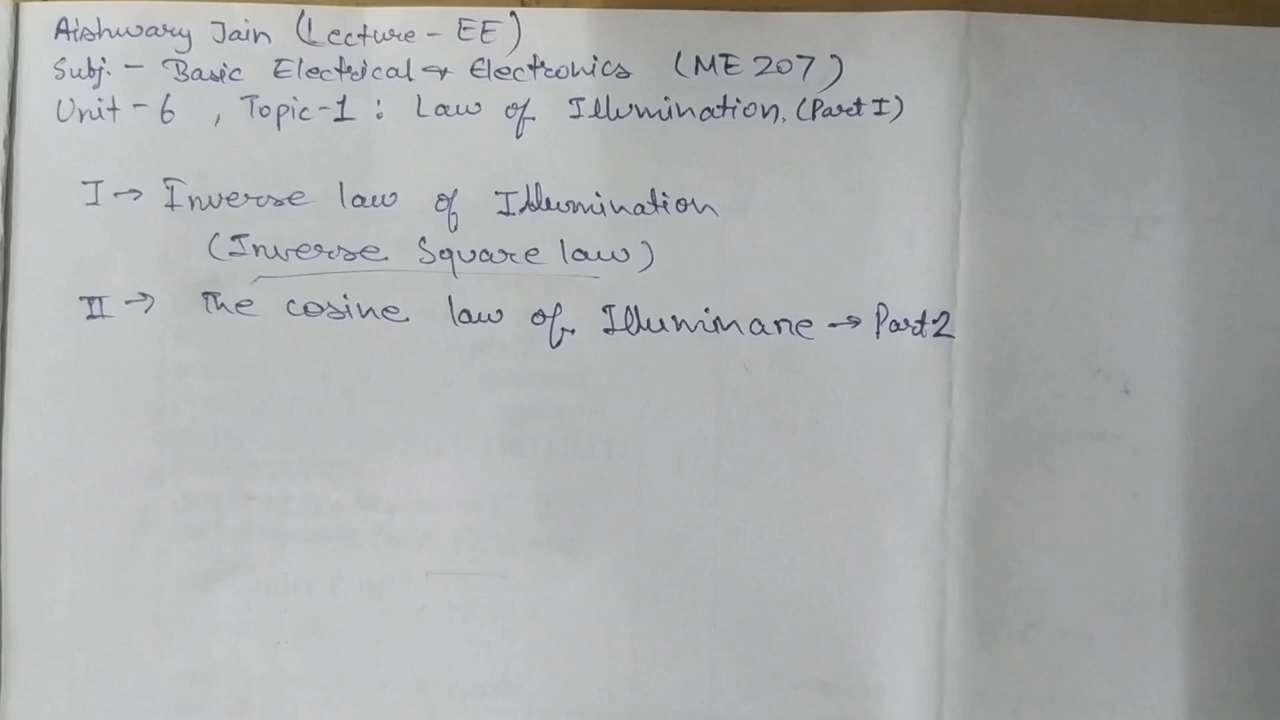 Aishwary Jain (Lecture - EE)
Subj. - Basic Electrical & Electronics (ME 207)
Unit - 6 , Topic-1 : Law of Illumination. (Part I)
I → Inverse law of Illumination
(Inverse Square law)
II → The cosine law of Illuminane → Part 2